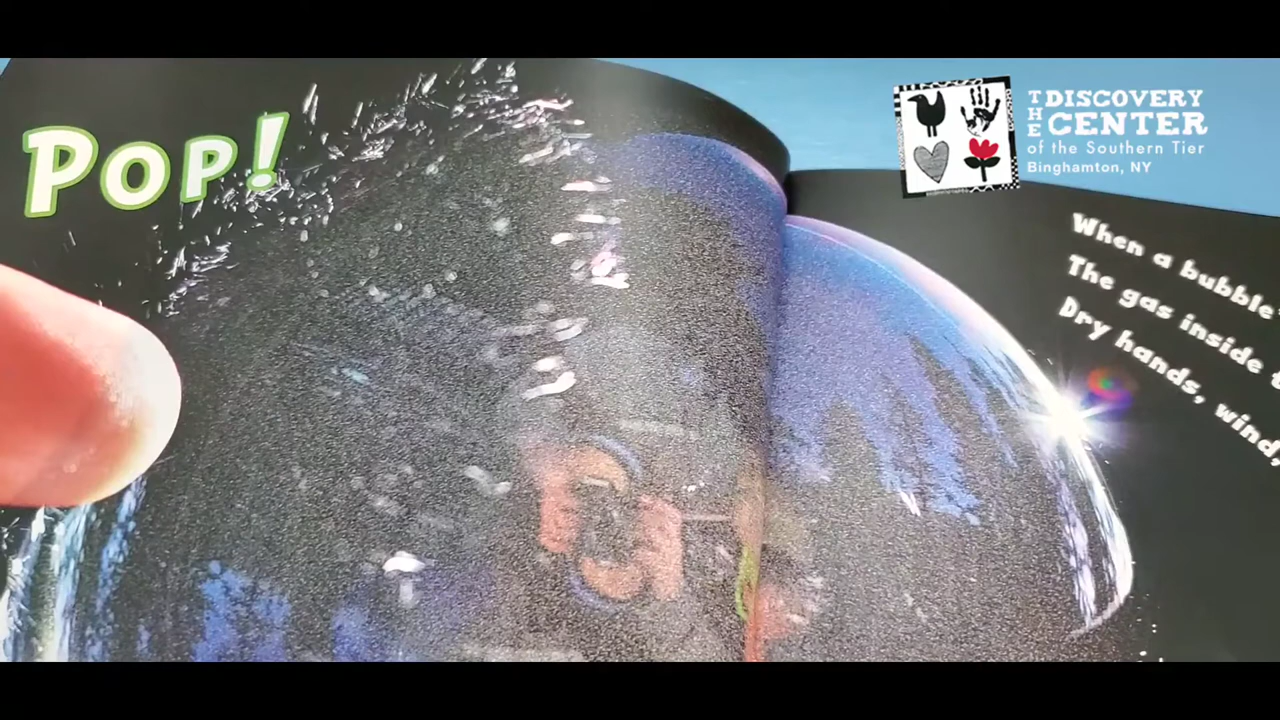 POP!
THE DISCOVERY CENTER
of the Southern Tier
Binghamton, NY
When a bubble
The gas inside
Dry hands, wind,